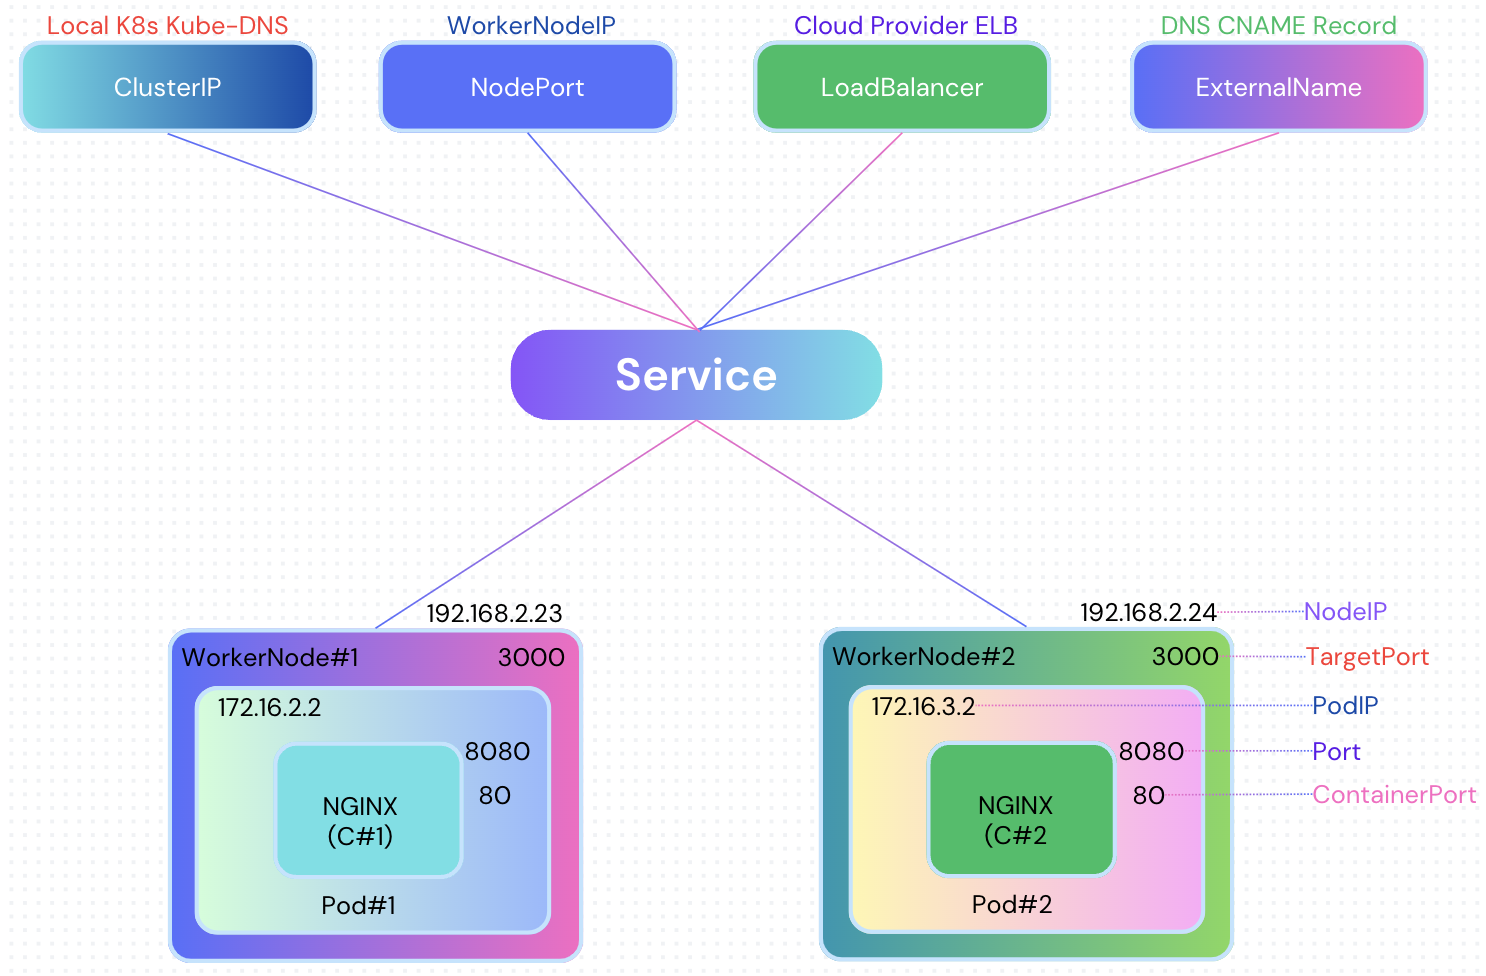 Local K8s Kube-DNS
WorkerNodeIP
Cloud Provider ELB
DNS CNAME Record
ClusterIP
NodePort
LoadBalancer
ExternalName
Service
192.168.2.23
WorkerNode#1
3000
172.16.2.2
8080
80
NGINX
(C#1)
Pod#1
192.168.2.24
NodeIP
WorkerNode#2
3000
TargetPort
172.16.3.2
PodIP
8080
Port
80
ContainerPort
NGINX
(C#2
Pod#2